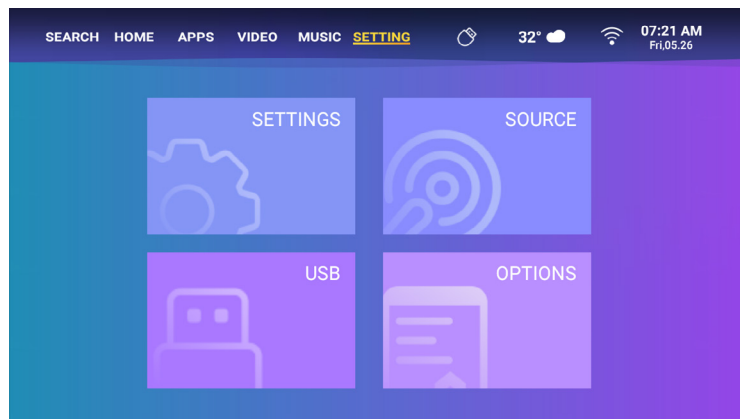 SEARCH HOME APPS VIDEO MUSIC SETTING 32° 07:21 AM
Fri,05.26
SETTINGS SOURCE
USB OPTIONS